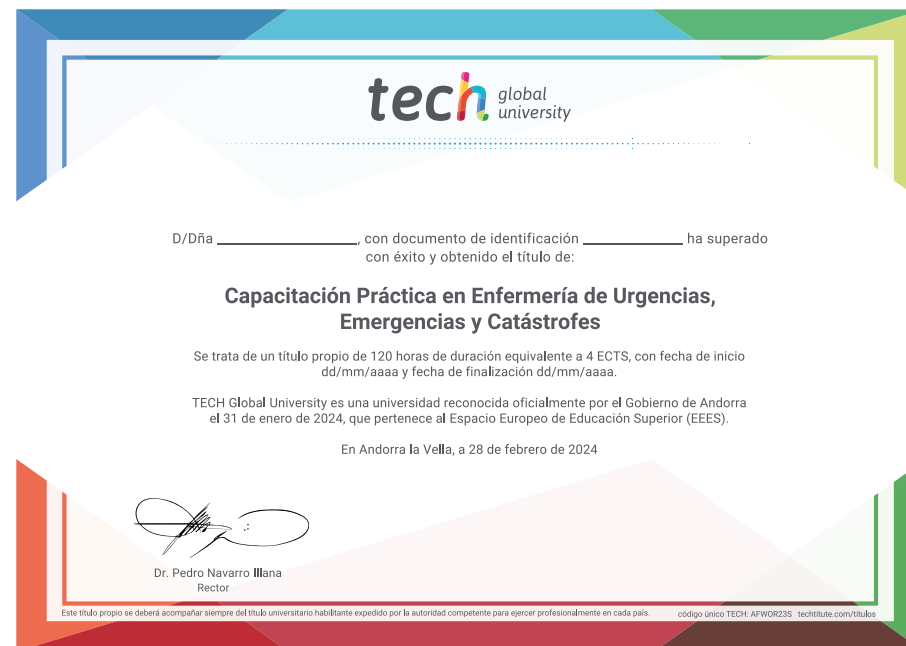 tech global university
D/Dña ____________________, con documento de identificación ______________ ha superado
con éxito y obtenido el título de:
Capacitación Práctica en Enfermería de Urgencias,
Emergencias y Catástrofes
Se trata de un título propio de 120 horas de duración equivalente a 4 ECTS, con fecha de inicio
dd/mm/aaaa y fecha de finalización dd/mm/aaaa.
TECH Global University es una universidad reconocida oficialmente por el Gobierno de Andorra
el 31 de enero de 2024, que pertenece al Espacio Europeo de Educación Superior (EEES).
En Andorra la Vella, a 28 de febrero de 2024
Dr. Pedro Navarro Illana
Rector
Este título propio se deberá acompañar siempre del título universitario habilitante expedido por la autoridad competente para ejercer profesionalmente en cada país. código único TECH: AFWOR23S techtitute.com/titulos